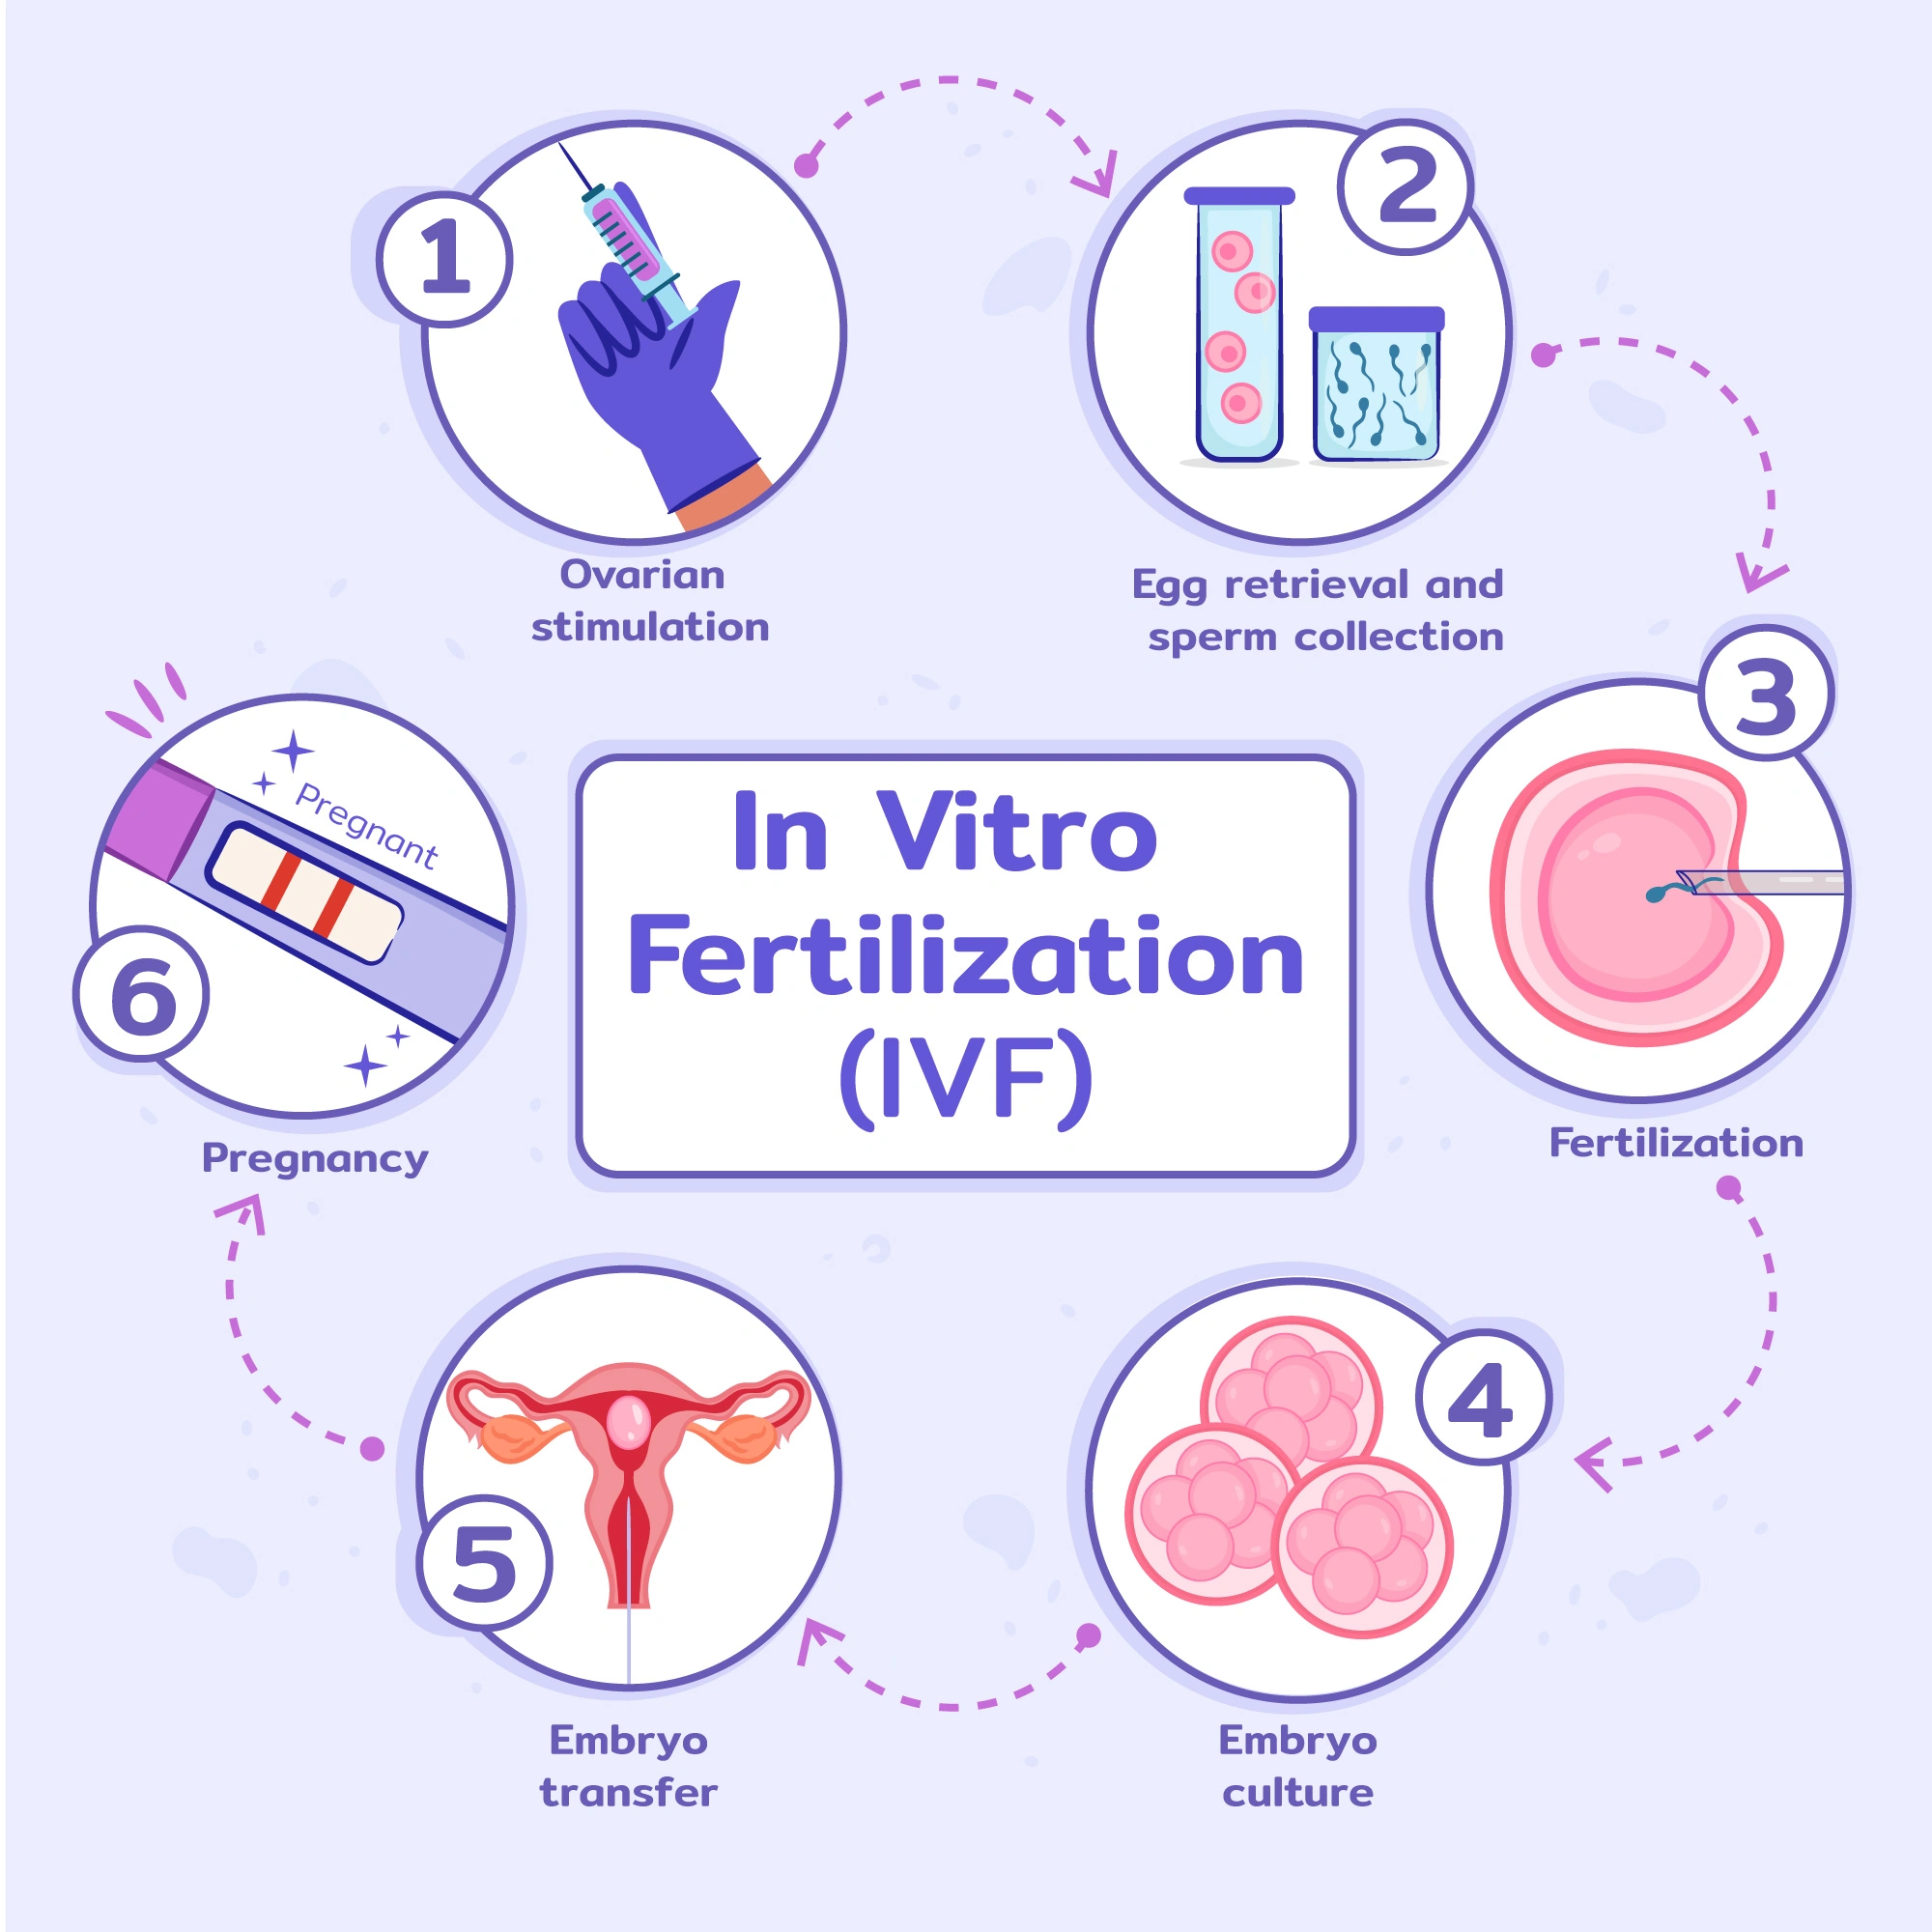 1
Ovarian
stimulation
2
Egg retrieval and
sperm collection
3
Fertilization
4
Embryo
culture
5
Embryo
transfer
6
Pregnant
Pregnancy
In Vitro
Fertilization
(IVF)